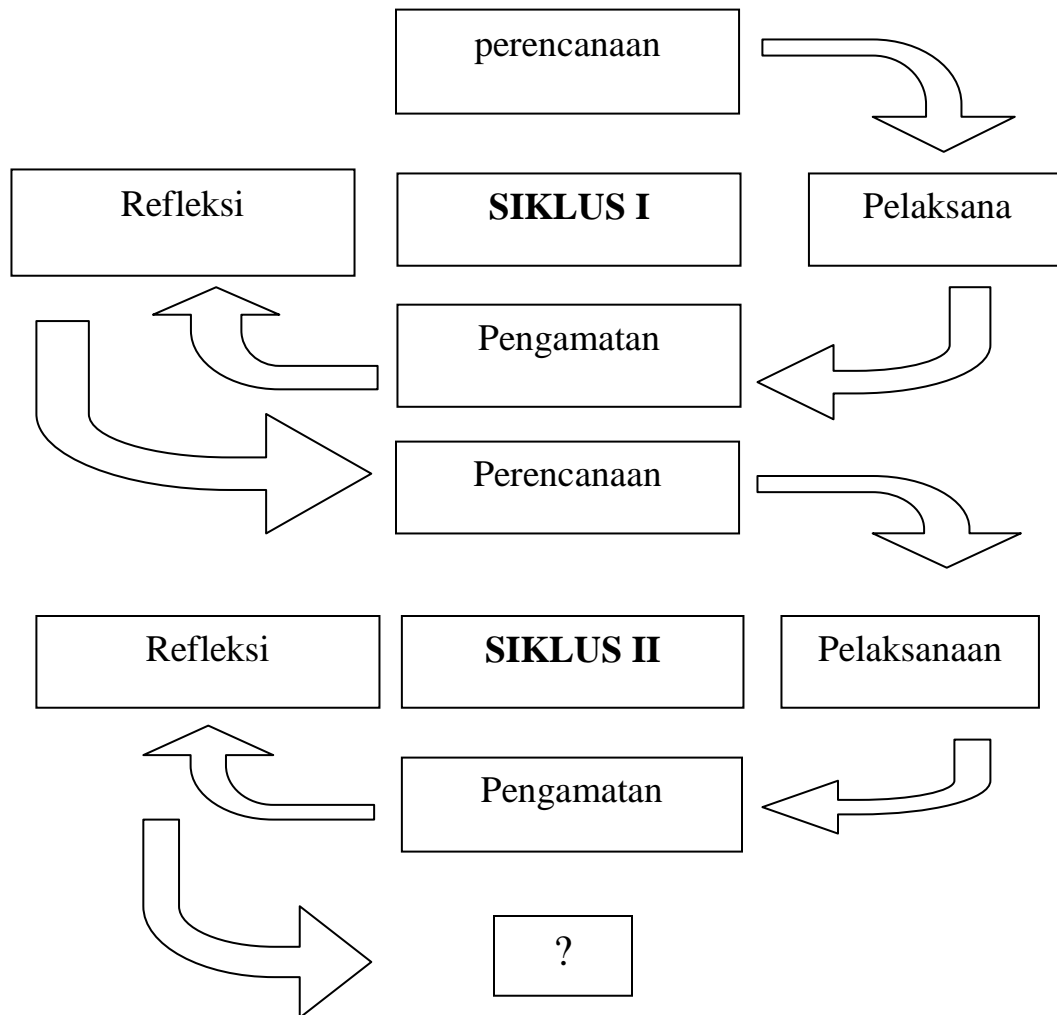 perencanaan
Refleksi
SIKLUS I
Pelaksana
Pengamatan
Perencanaan
Refleksi
SIKLUS II
Pelaksanaan
Pengamatan
?